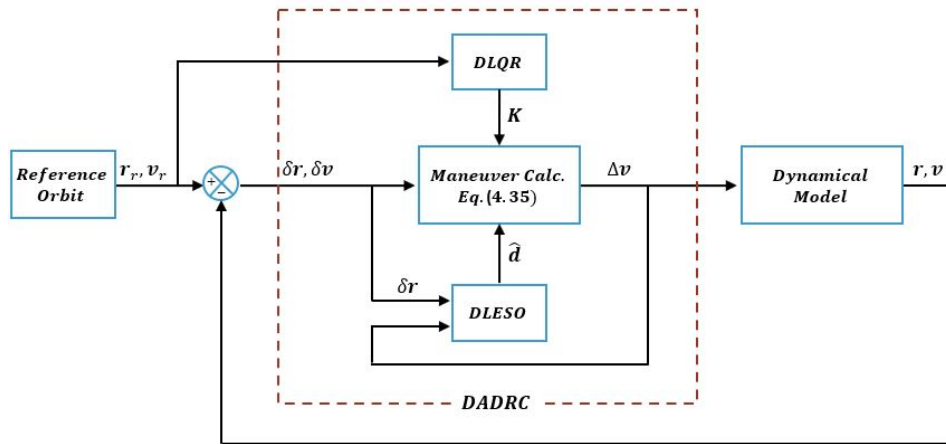 DLQR
K
Reference
Orbit
r_r, v_r
+
−
δr, δv
Maneuver Calc.
Eq. (4. 35)
Δv
Dynamical
Model
r, v
d̂
δr
DLESO
DADRC